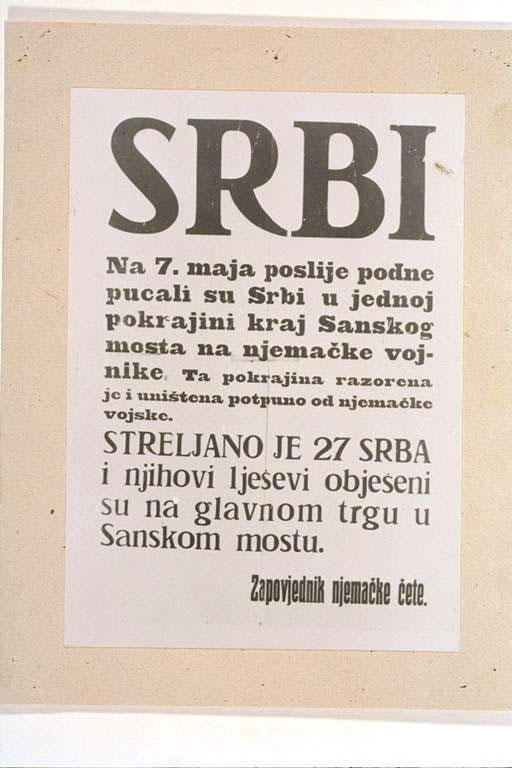 SRBI
Na 7. maja poslije podne
pucali su Srbi u jednoj
pokrajini kraj Sanskog
mosta na njemačke voj-
nike. Ta pokrajina razorena
je i uništena potpuno od njemačke
vojske.
STRELJANO JE 27 SRBA
i njihovi lješevi obješeni
su na glavnom trgu u
Sanskom mostu.
Zapovjednik njemačke čete.